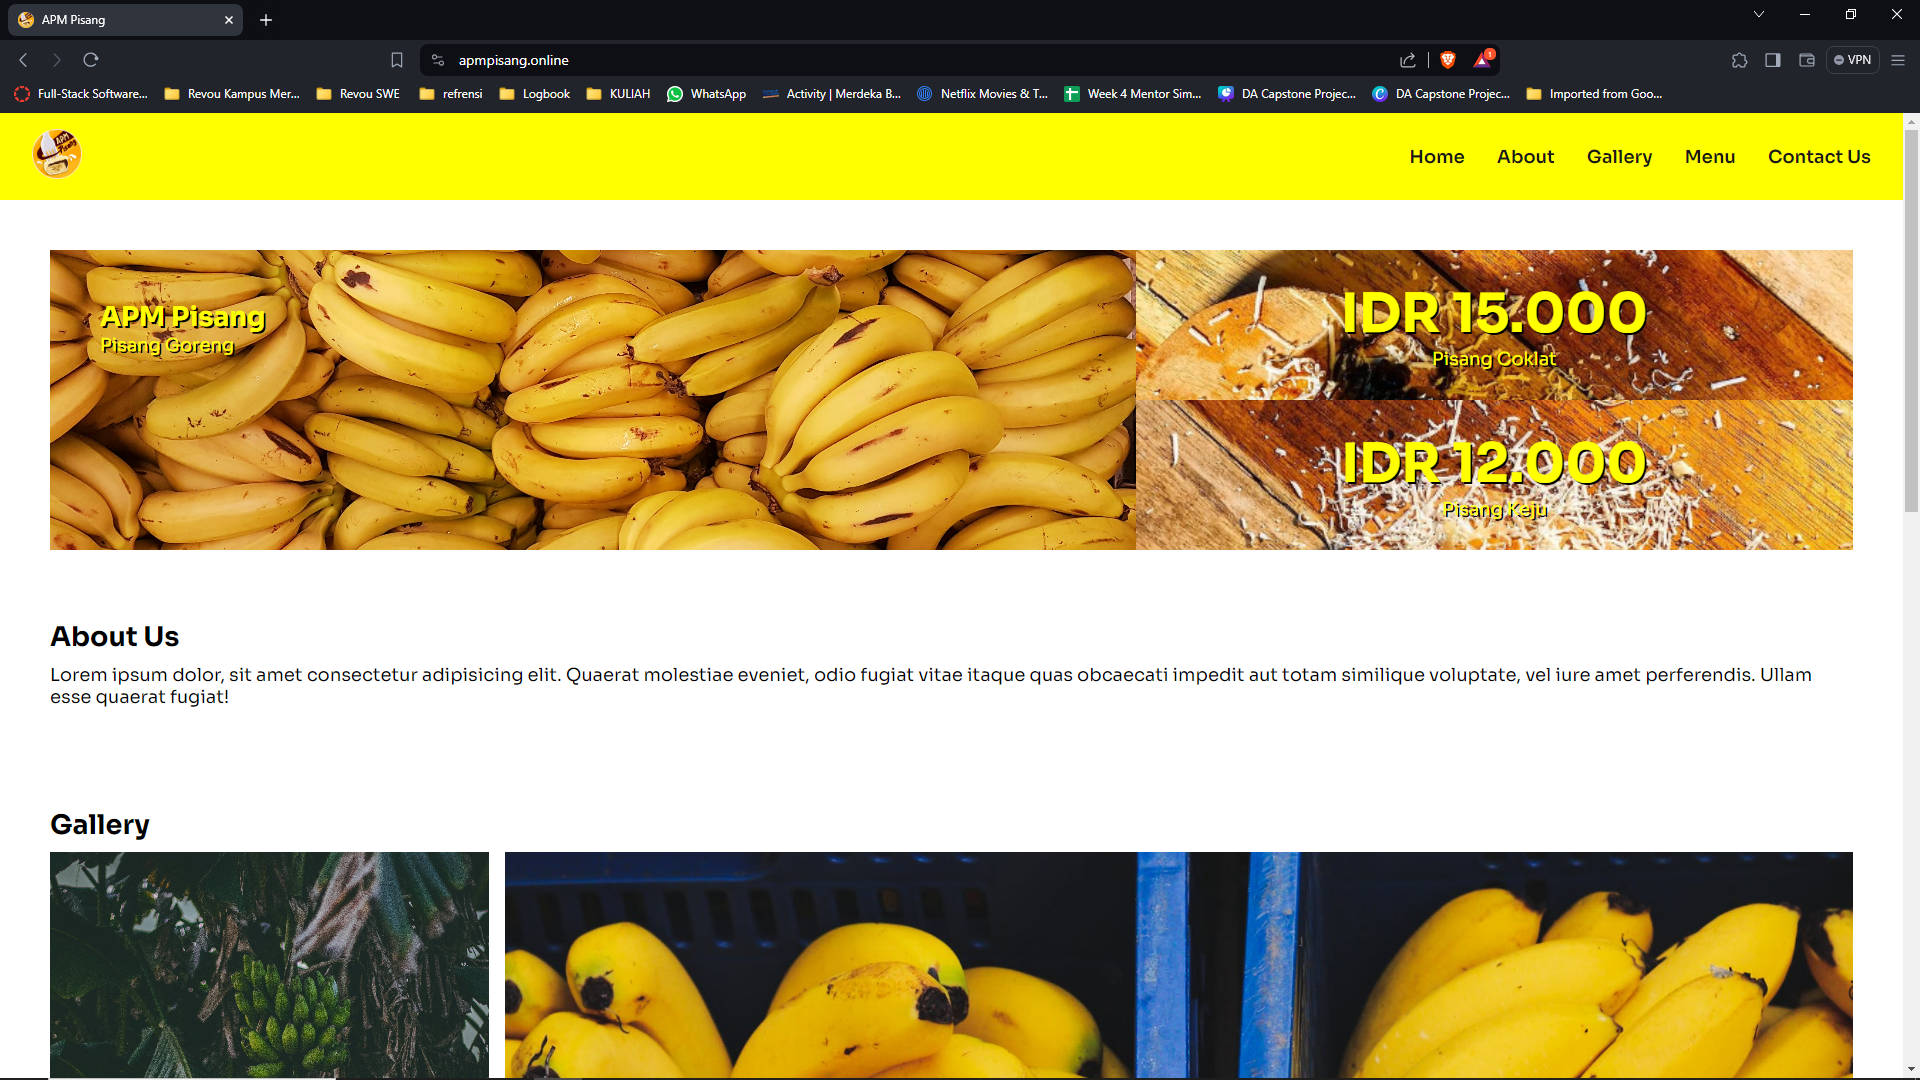 APM Pisang
apmpisang.online
1
VPN
Full-Stack Software...
Revou Kampus Mer...
Revou SWE
refrensi
Logbook
KULIAH
WhatsApp
Activity | Merdeka B...
Netflix Movies & T...
Week 4 Mentor Sim...
DA Capstone Projec...
DA Capstone Projec...
Imported from Goo...
APM
Pisang
Home
About
Gallery
Menu
Contact Us
APM Pisang
Pisang Goreng
IDR 15.000
Pisang Coklat
IDR 12.000
Pisang Keju
About Us
Lorem ipsum dolor, sit amet consectetur adipisicing elit. Quaerat molestiae eveniet, odio fugiat vitae itaque quas obcaecati impedit aut totam similique voluptate, vel iure amet perferendis. Ullam
esse quaerat fugiat!
Gallery